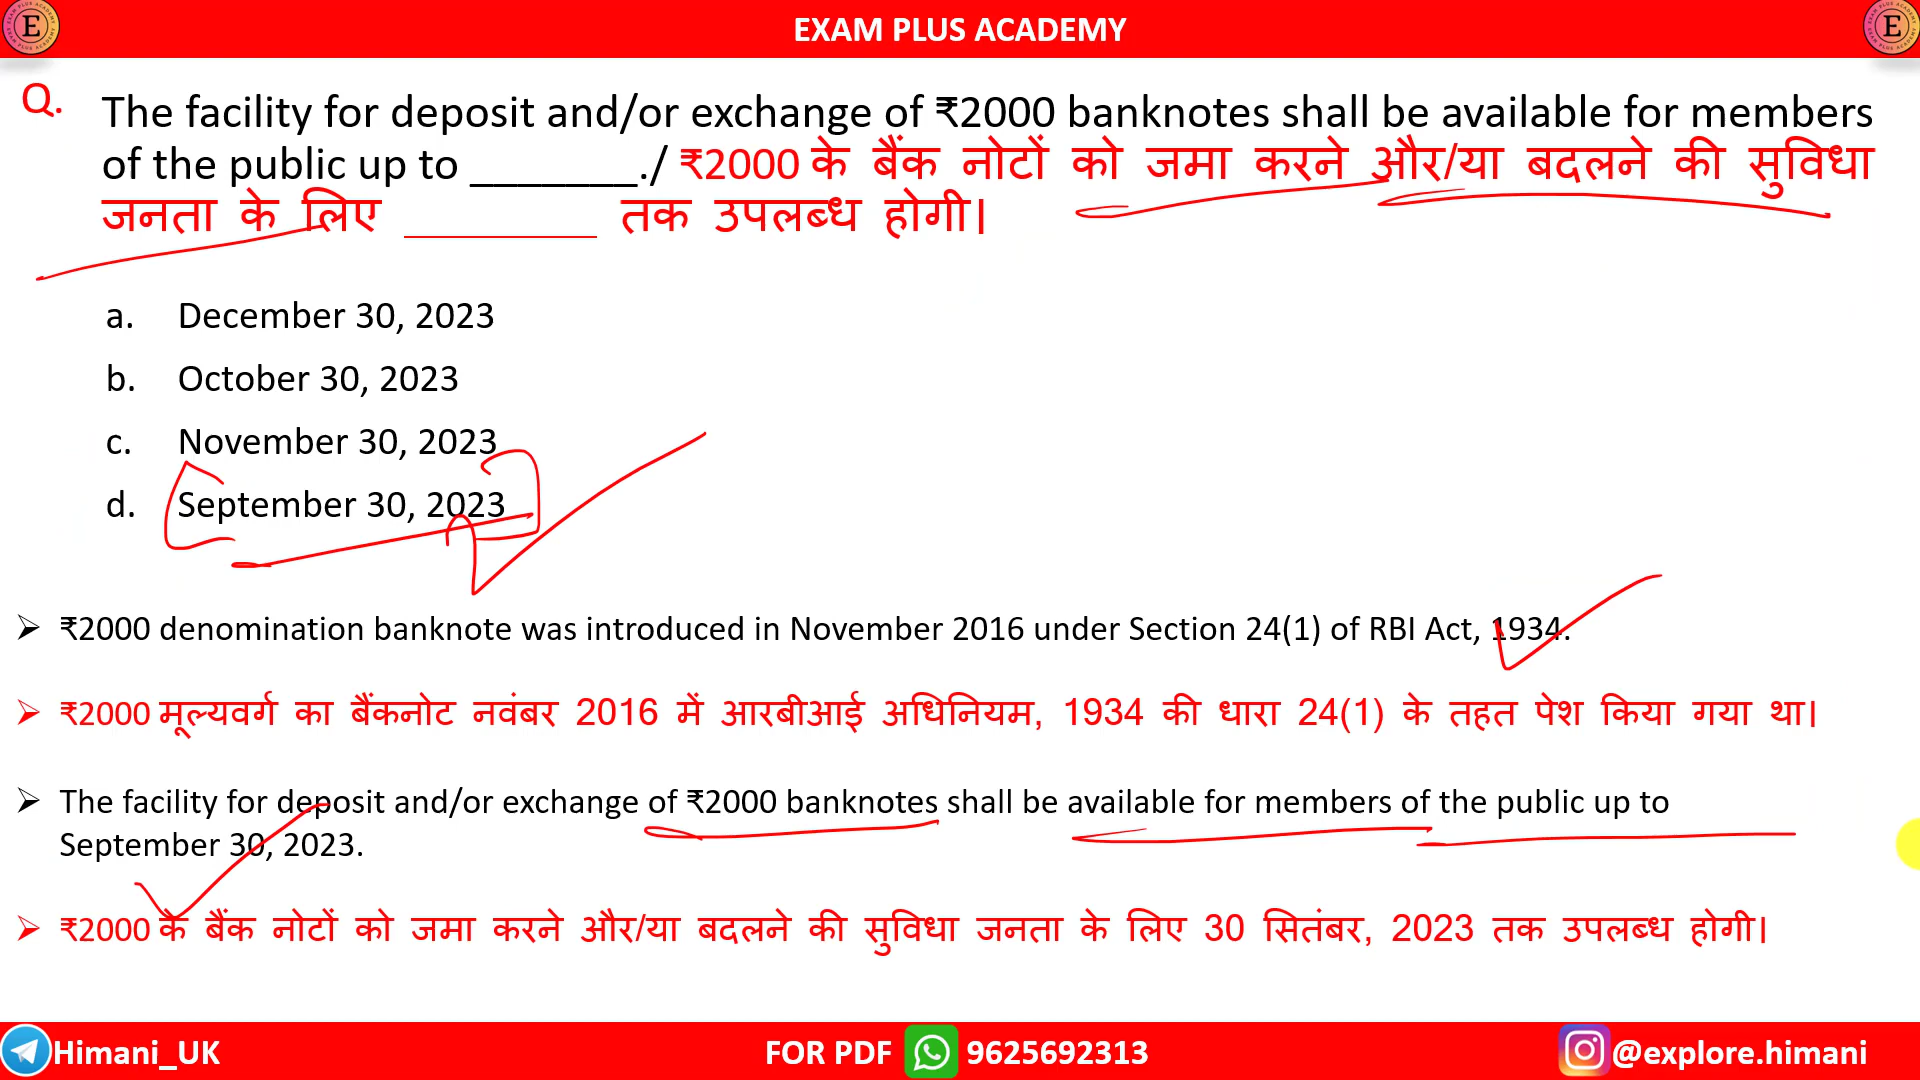 EXAM PLUS ACADEMY
Q. The facility for deposit and/or exchange of ₹2000 banknotes shall be available for members
of the public up to _______./ ₹2000 के बैंक नोटों को जमा करने और/या बदलने की सुविधा
जनता के लिए ________ तक उपलब्ध होगी।
a. December 30, 2023
b. October 30, 2023
c. November 30, 2023
d. September 30, 2023
➢ ₹2000 denomination banknote was introduced in November 2016 under Section 24(1) of RBI Act, 1934.
➢ ₹2000 मूल्यवर्ग का बैंकनोट नवंबर 2016 में आरबीआई अधिनियम, 1934 की धारा 24(1) के तहत पेश किया गया था।
➢ The facility for deposit and/or exchange of ₹2000 banknotes shall be available for members of the public up to
September 30, 2023.
➢ ₹2000 के बैंक नोटों को जमा करने और/या बदलने की सुविधा जनता के लिए 30 सितंबर, 2023 तक उपलब्ध होगी।
Himani_UK FOR PDF 9625692313 @explore.himani